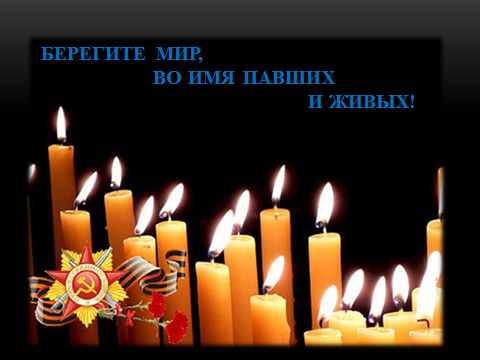 БЕРЕГИТЕ МИР,
ВО ИМЯ ПАВШИХ
И ЖИВЫХ!